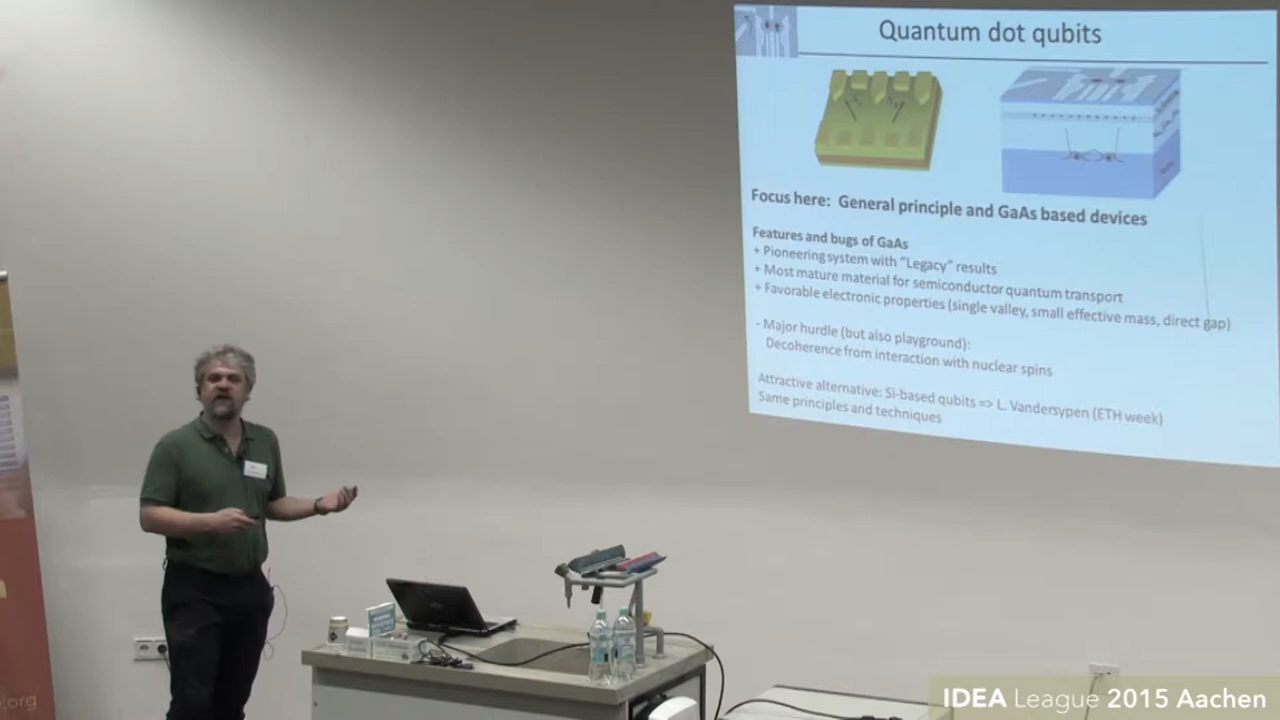 Quantum dot qubits
Focus here: General principle and GaAs based devices
Features and bugs of GaAs
+ Pioneering system with “Legacy” results
+ Most mature material for semiconductor quantum transport
+ Favorable electronic properties (single valley, small effective mass, direct gap)
- Major hurdle (but also playground):
Decoherence from interaction with nuclear spins
Attractive alternative: Si-based qubits => L. Vandersypen (ETH week)
Same principles and techniques
.org
IDEA League 2015 Aachen